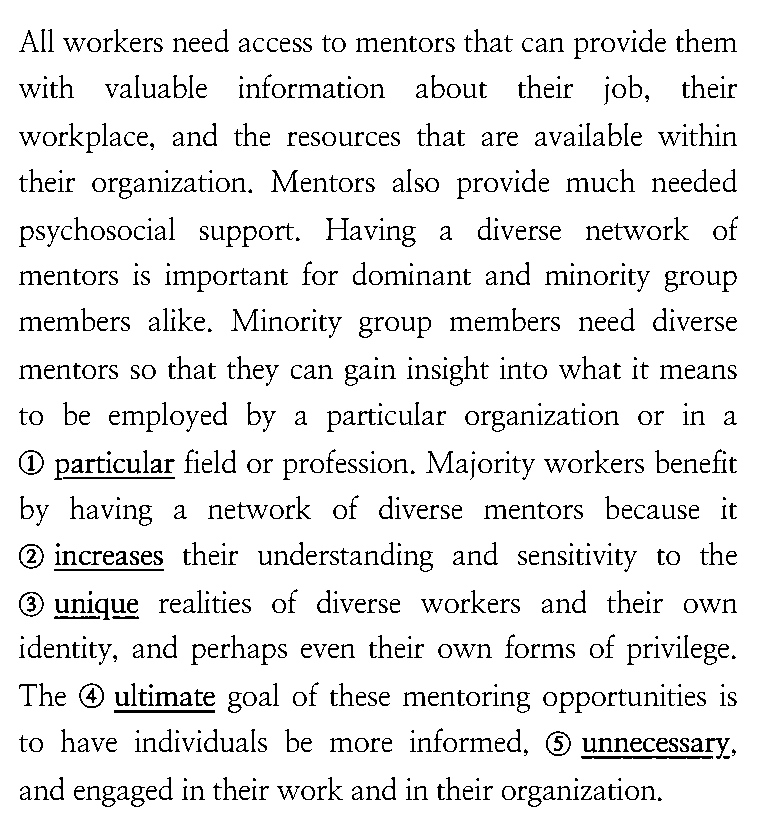 All workers need access to mentors that can provide them
with valuable information about their job, their
workplace, and the resources that are available within
their organization. Mentors also provide much needed
psychosocial support. Having a diverse network of
mentors is important for dominant and minority group
members alike. Minority group members need diverse
mentors so that they can gain insight into what it means
to be employed by a particular organization or in a
① particular field or profession. Majority workers benefit
by having a network of diverse mentors because it
② increases their understanding and sensitivity to the
③ unique realities of diverse workers and their own
identity, and perhaps even their own forms of privilege.
The ④ ultimate goal of these mentoring opportunities is
to have individuals be more informed, ⑤ unnecessary,
and engaged in their work and in their organization.